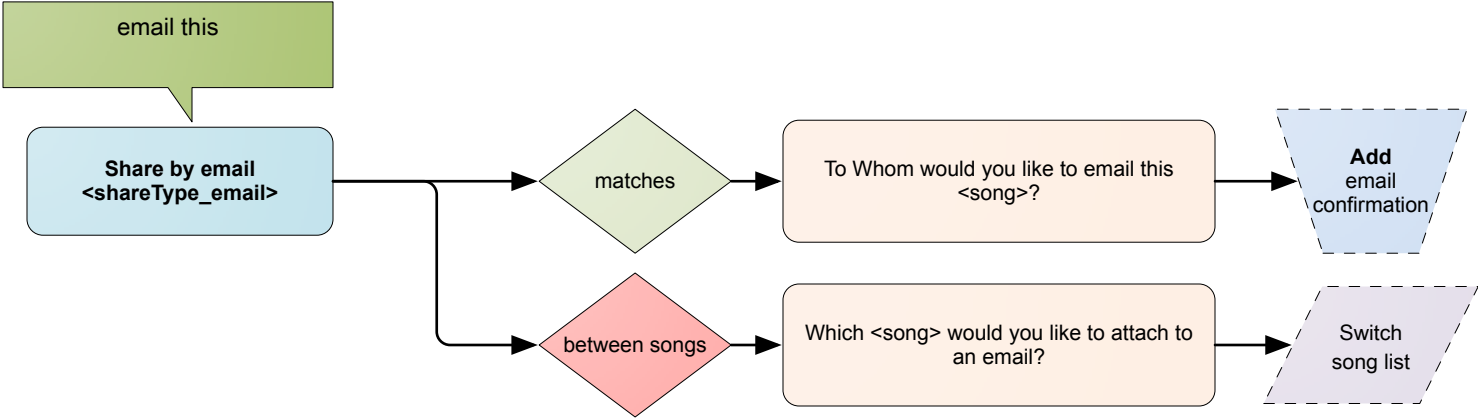 email this
Share by email
<shareType_email>
matches
To Whom would you like to email this
<song>?
Add
email
confirmation
between songs
Which <song> would you like to attach to
an email?
Switch
song list